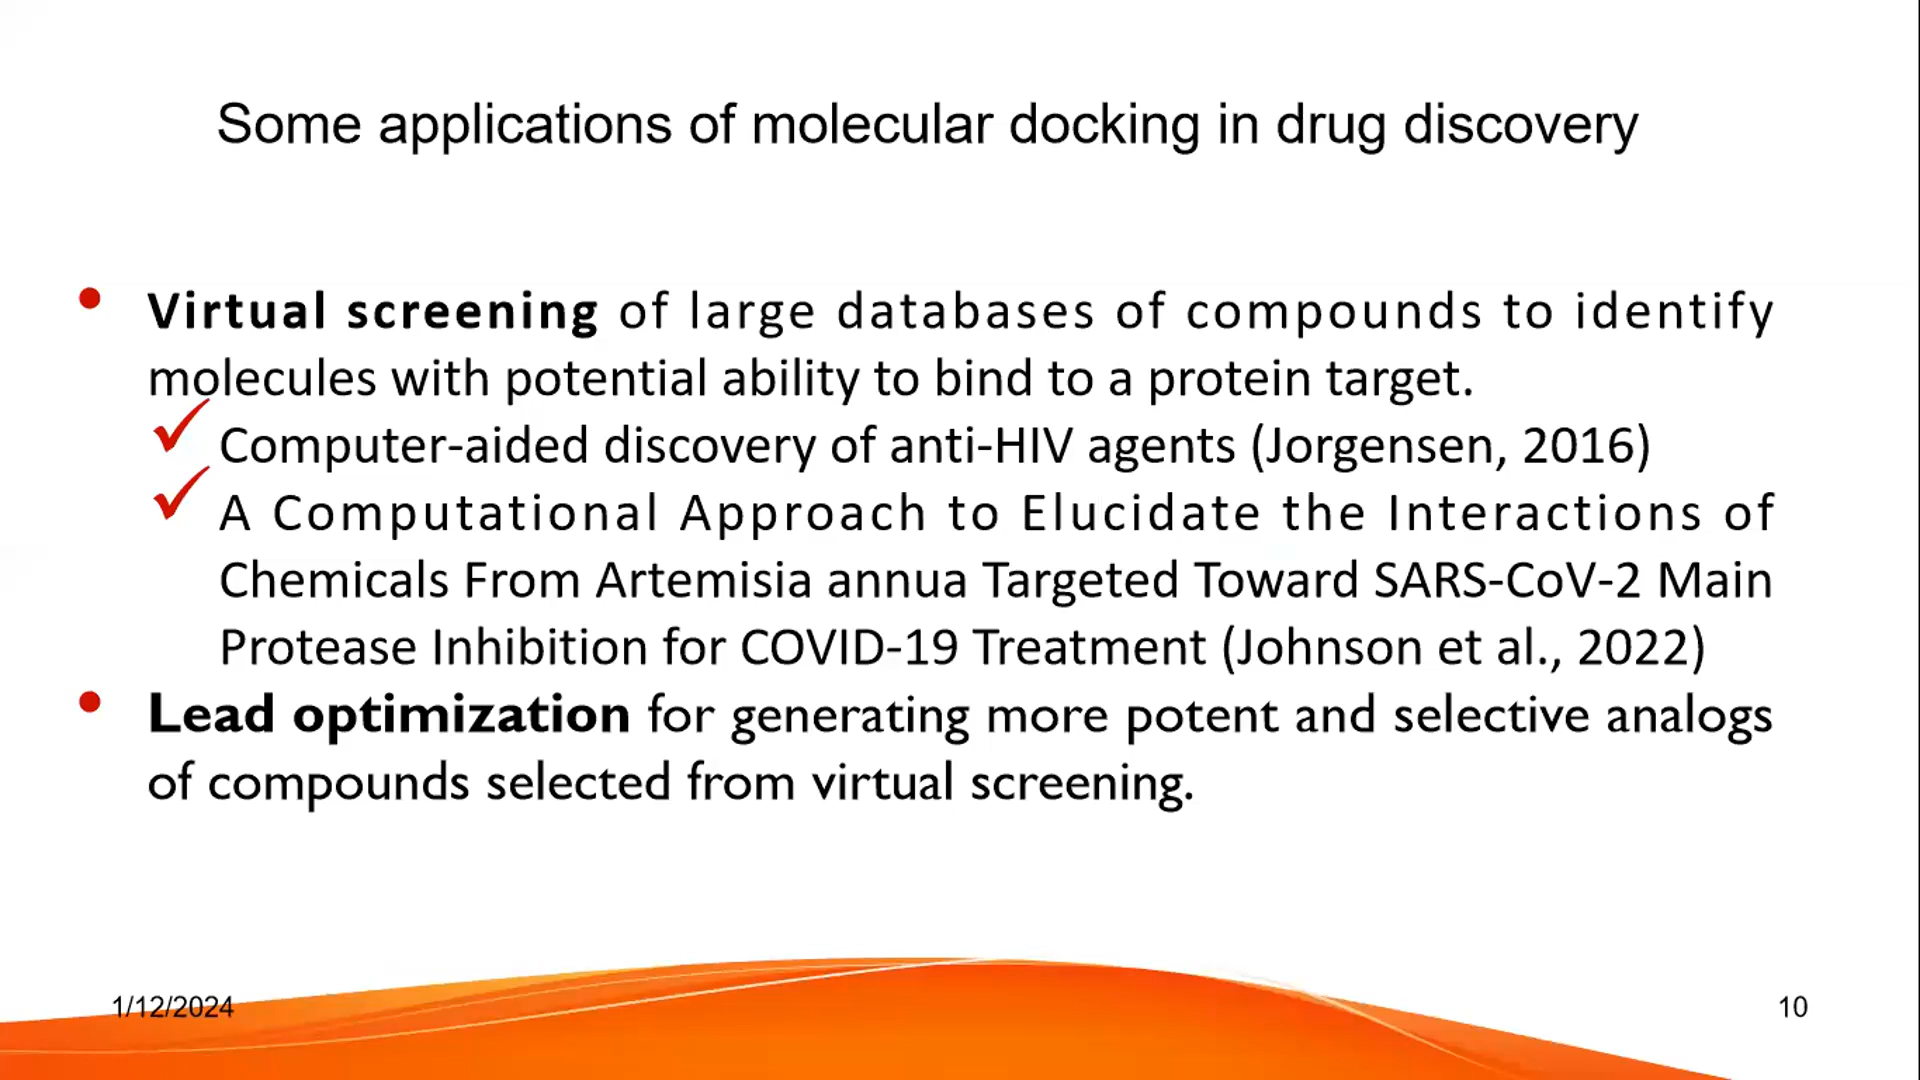 Some applications of molecular docking in drug discovery
• Virtual screening of large databases of compounds to identify
molecules with potential ability to bind to a protein target.
✓ Computer-aided discovery of anti-HIV agents (Jorgensen, 2016)
✓ A Computational Approach to Elucidate the Interactions of
Chemicals From Artemisia annua Targeted Toward SARS-CoV-2 Main
Protease Inhibition for COVID-19 Treatment (Johnson et al., 2022)
• Lead optimization for generating more potent and selective analogs
of compounds selected from virtual screening.
1/12/2024
10